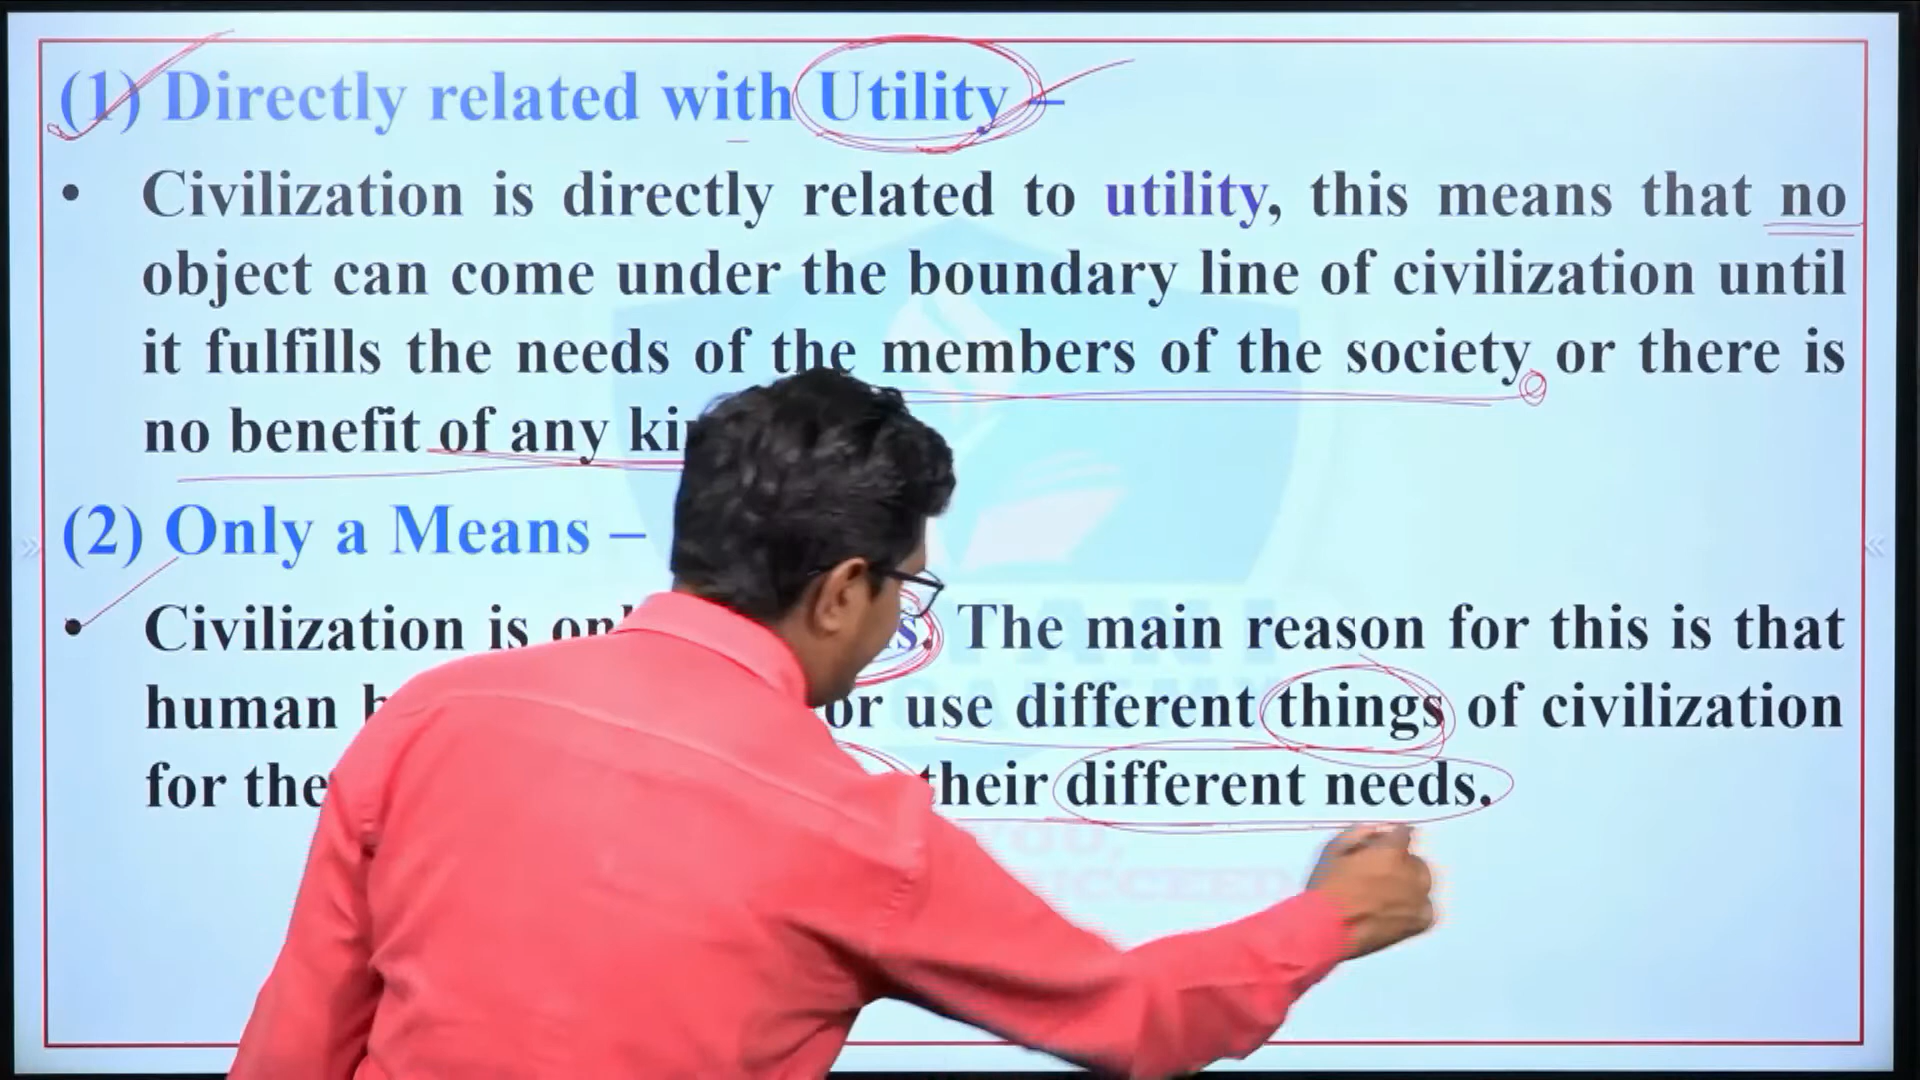 (1) Directly related with Utility –
• Civilization is directly related to utility, this means that no
object can come under the boundary line of civilization until
it fulfills the needs of the members of the society or there is
no benefit of any
(2) Only a Means –
• Civilization is The main reason for this is that
human or use different things of civilization
for their different needs.